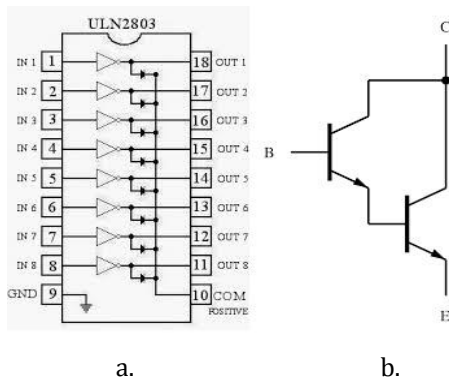 ULN2803
IN 1 1 18 OUT 1
IN 2 2 17 OUT 2
IN 3 3 16 OUT 3
IN 4 4 15 OUT 4
IN 5 5 14 OUT 5
IN 6 6 13 OUT 6
IN 7 7 12 OUT 7
IN 8 8 11 OUT 8
GND 9 10 COM
POSITIVE
C
B
E
a. b.